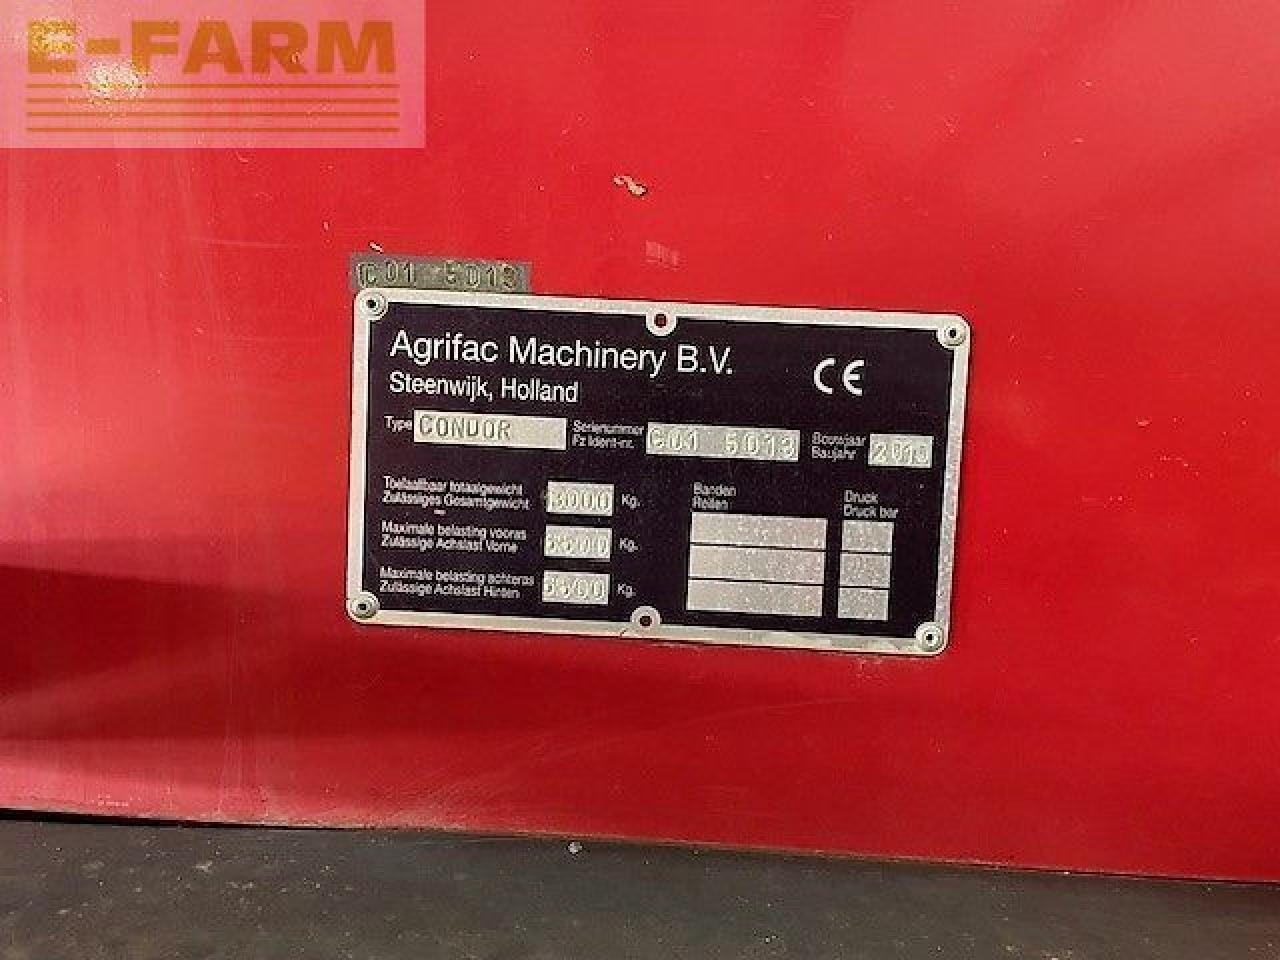 E-FARM
C01 5013
Agrifac Machinery B.V.
CE
Steenwijk, Holland
Type CONDOR Serienummer C01 5013 Bouwjaar
Fz Ident-nr. Baujahr
Toelaatbaar totaalgewicht Kg.
Zulässiges Gesamtgewicht
Maximale belasting vooras Kg.
Zulässige Achslast Vorne
Maximale belasting achteras Kg.
Zulässige Achslast Hinten
Banden Druck
Reifen Druck bar